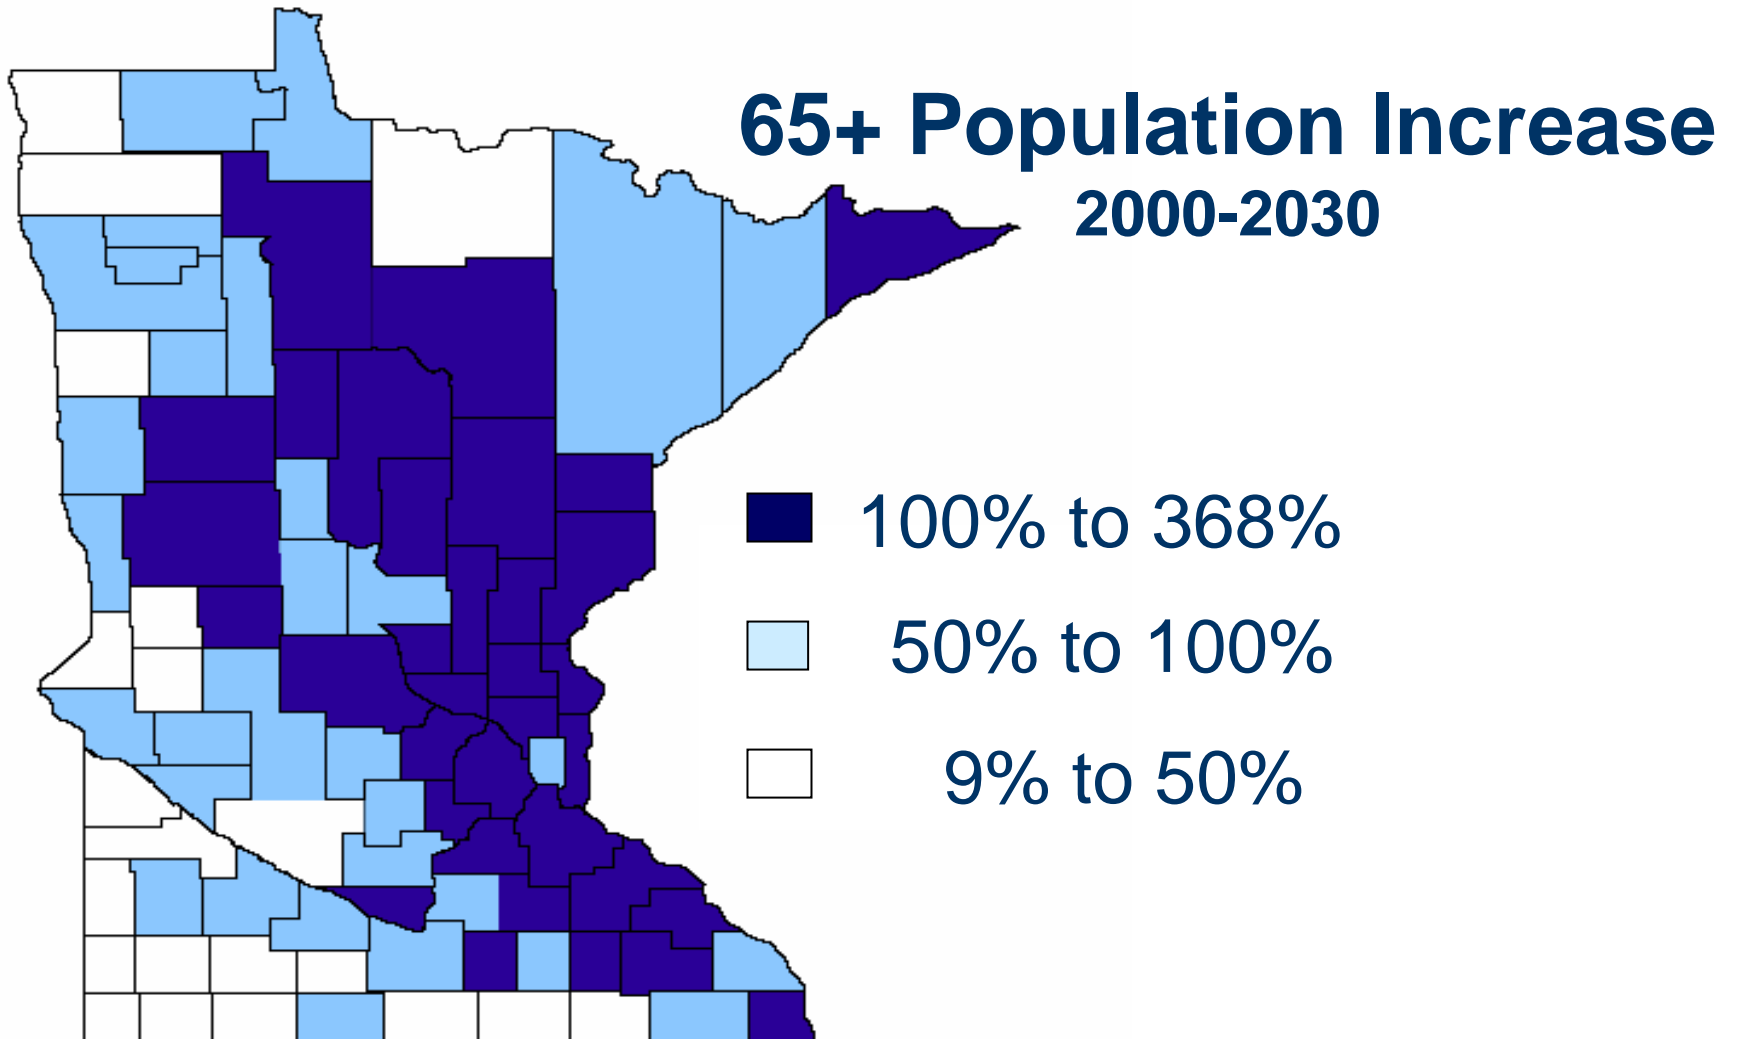 65+ Population Increase
2000-2030
100% to 368%
50% to 100%
9% to 50%